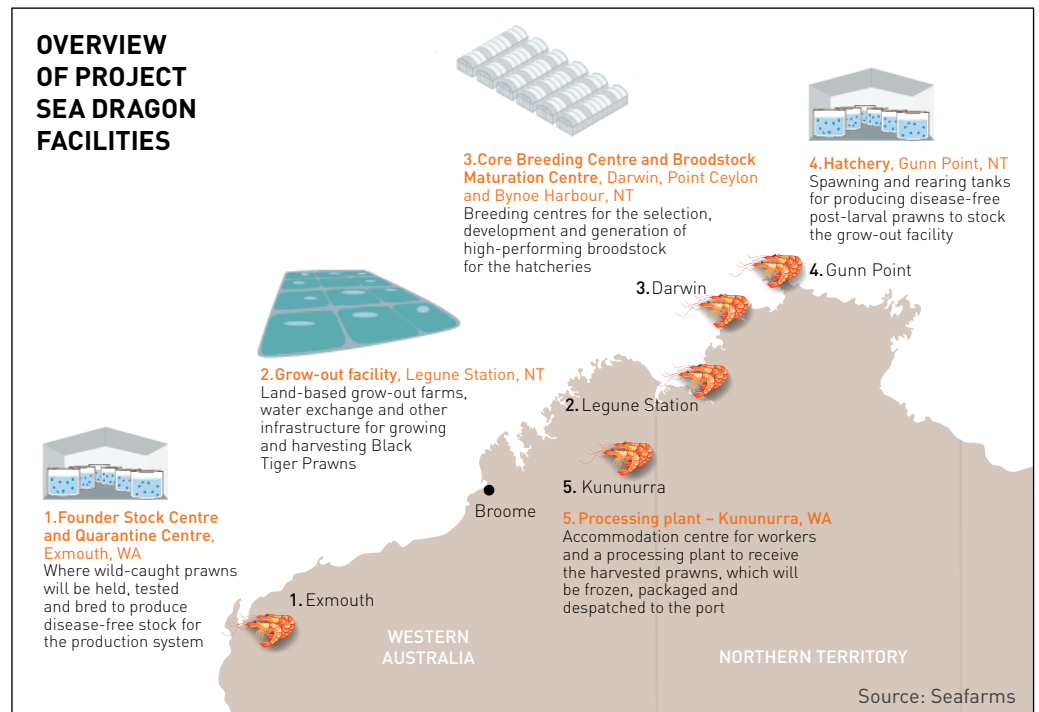 OVERVIEW
OF PROJECT
SEA DRAGON
FACILITIES
3.Core Breeding Centre and Broodstock
Maturation Centre, Darwin, Point Ceylon
and Bynoe Harbour, NT
Breeding centres for the selection,
development and generation of
high-performing broodstock
for the hatcheries
4.Hatchery, Gunn Point, NT
Spawning and rearing tanks
for producing disease-free
post-larval prawns to stock
the grow-out facility
4. Gunn Point
3. Darwin
2.Grow-out facility, Legune Station, NT
Land-based grow-out farms,
water exchange and other
infrastructure for growing
and harvesting Black
Tiger Prawns
2. Legune Station
5. Kununurra
Broome
5. Processing plant – Kununurra, WA
Accommodation centre for workers
and a processing plant to receive
the harvested prawns, which will
be frozen, packaged and
despatched to the port
1.Founder Stock Centre
and Quarantine Centre,
Exmouth, WA
Where wild-caught prawns
will be held, tested
and bred to produce
disease-free stock for
the production system
1. Exmouth
WESTERN
AUSTRALIA
NORTHERN TERRITORY
Source: Seafarms